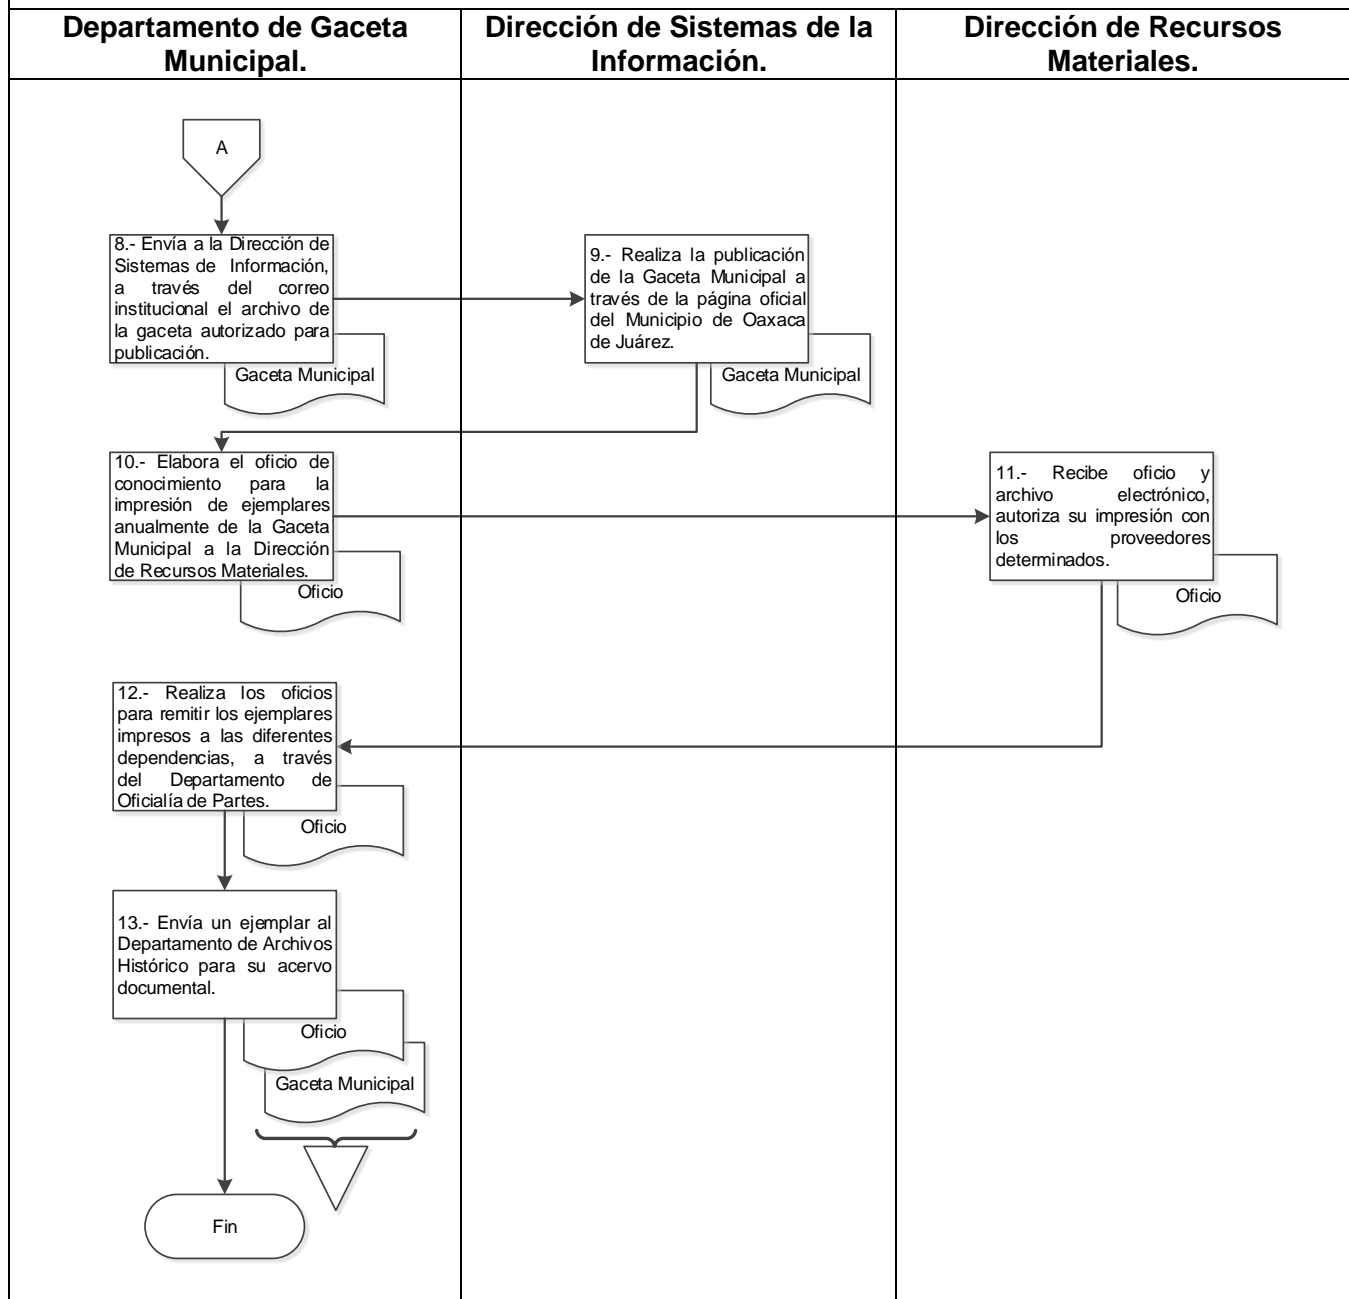 Departamento de Gaceta
Municipal.
Dirección de Sistemas de la
Información.
Dirección de Recursos
Materiales.
A
8.- Envía a la Dirección de
Sistemas de Información,
a través del correo
institucional el archivo de
la gaceta autorizado para
publicación.
Gaceta Municipal
9.- Realiza la publicación
de la Gaceta Municipal a
través de la página oficial
del Municipio de Oaxaca
de Juárez.
Gaceta Municipal
10.- Elabora el oficio de
conocimiento para la
impresión de ejemplares
anualmente de la Gaceta
Municipal a la Dirección
de Recursos Materiales.
Oficio
11.- Recibe oficio y
archivo electrónico,
autoriza su impresión con
los proveedores
determinados.
Oficio
12.- Realiza los oficios
para remitir los ejemplares
impresos a las diferentes
dependencias, a través
del Departamento de
Oficialía de Partes.
Oficio
13.- Envía un ejemplar al
Departamento de Archivos
Histórico para su acervo
documental.
Oficio
Gaceta Municipal
Fin